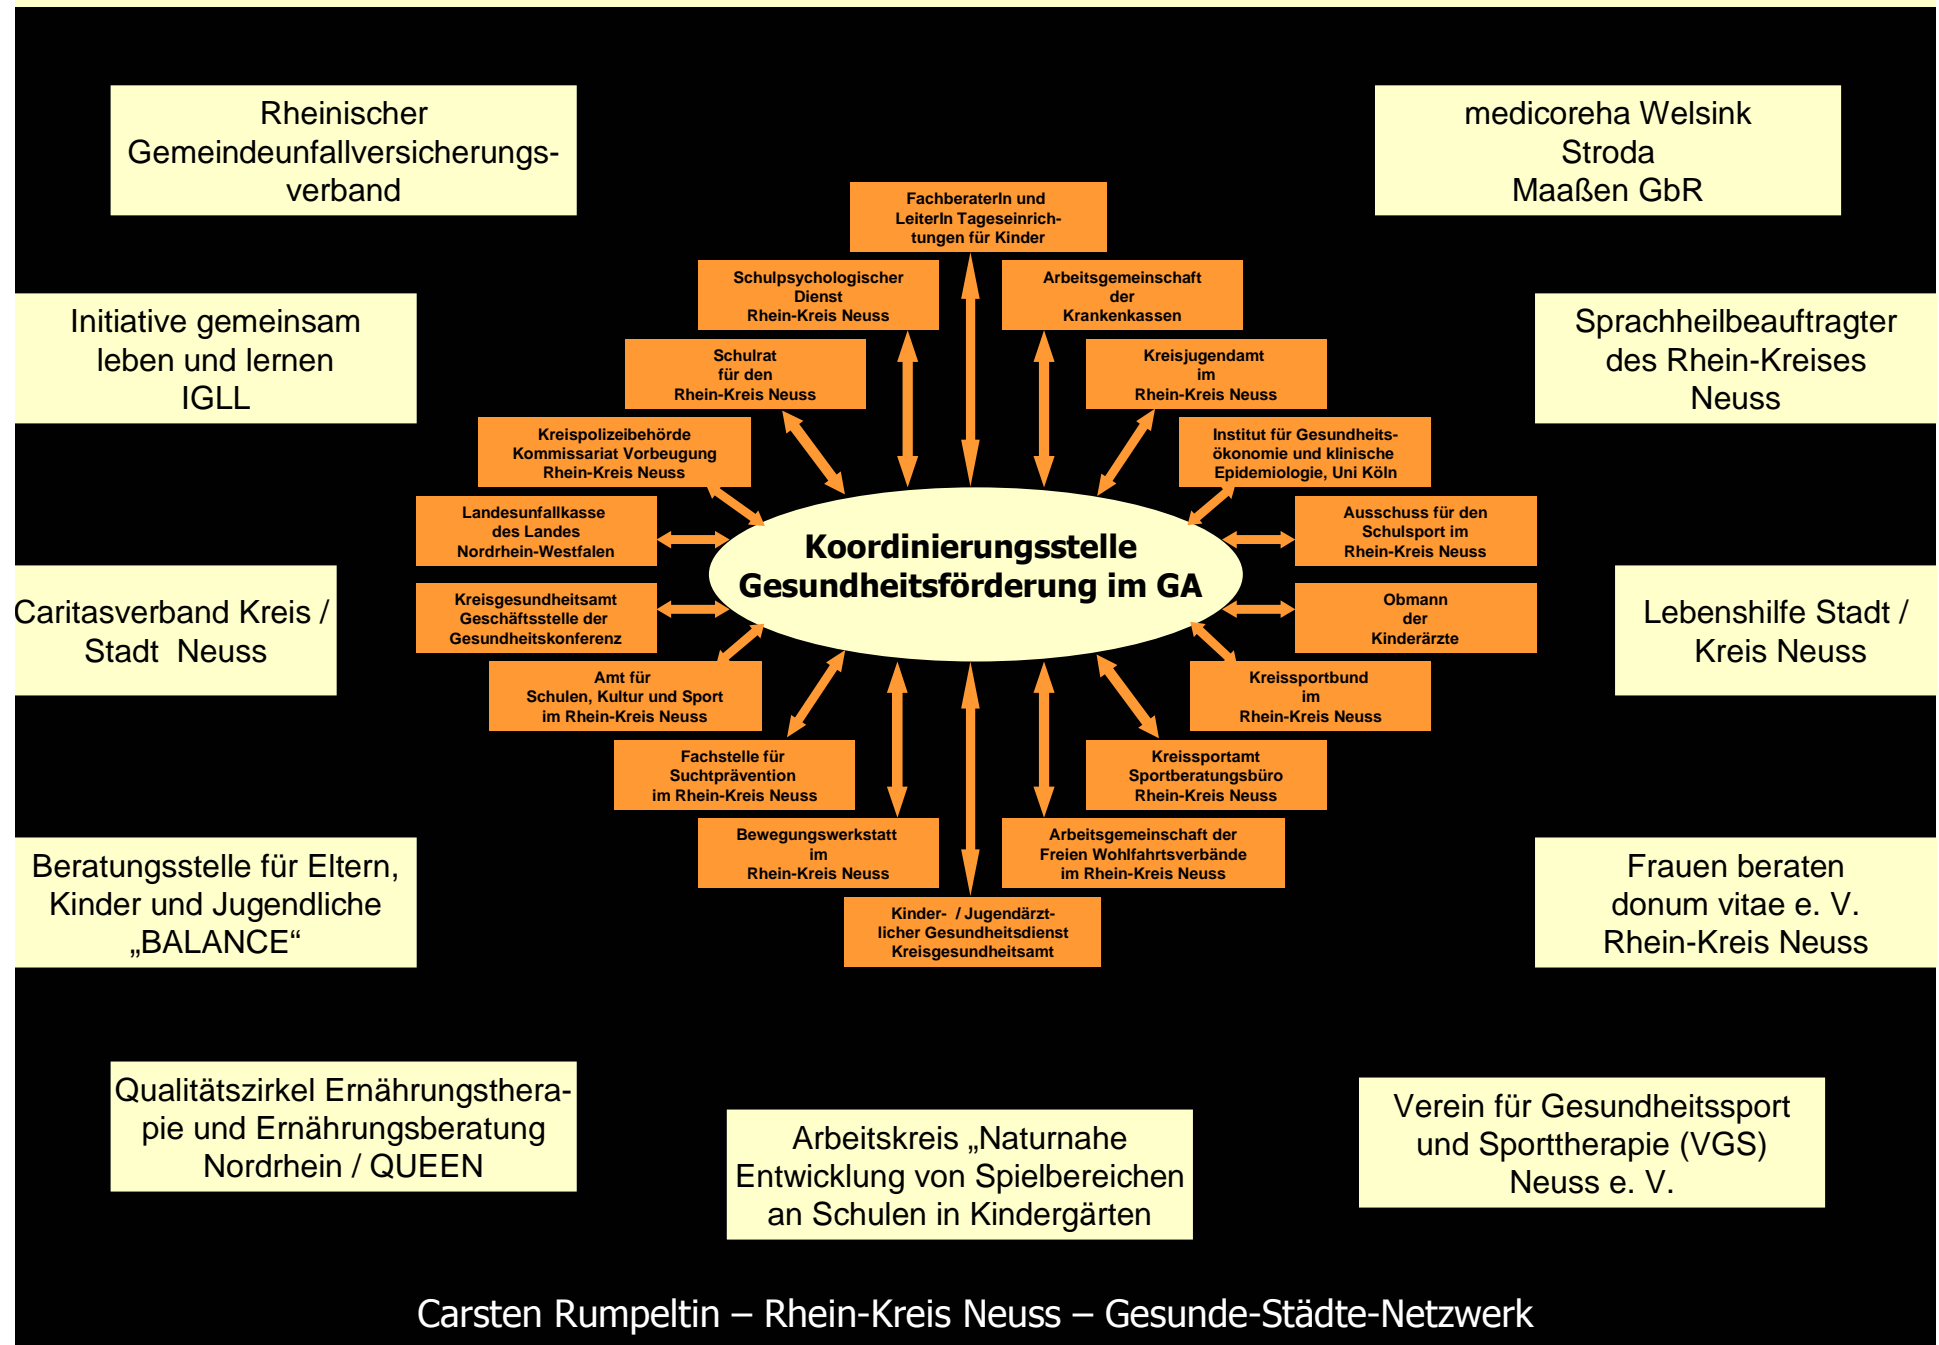 Rheinischer
Gemeindeunfallversicherungs-
verband
medicoreha Welsink
Stroda
Maaßen GbR
FachberaterIn und
LeiterIn Tageseinrich-
tungen für Kinder
Schulpsychologischer
Dienst
Rhein-Kreis Neuss
Arbeitsgemeinschaft
der
Krankenkassen
Initiative gemeinsam
leben und lernen
IGLL
Sprachheilbeauftragter
des Rhein-Kreises
Neuss
Schulrat
für den
Rhein-Kreis Neuss
Kreisjugendamt
im
Rhein-Kreis Neuss
Kreispolizeibehörde
Kommissariat Vorbeugung
Rhein-Kreis Neuss
Institut für Gesundheits-
ökonomie und klinische
Epidemiologie, Uni Köln
Landesunfallkasse
des Landes
Nordrhein-Westfalen
Koordinierungsstelle
Gesundheitsförderung im GA
Ausschuss für den
Schulsport im
Rhein-Kreis Neuss
Caritasverband Kreis /
Stadt  Neuss
Kreisgesundheitsamt
Geschäftsstelle der
Gesundheitskonferenz
Obmann
der
Kinderärzte
Lebenshilfe Stadt /
Kreis Neuss
Amt für
Schulen, Kultur und Sport
im Rhein-Kreis Neuss
Kreissportbund
im
Rhein-Kreis Neuss
Fachstelle für
Suchtprävention
im Rhein-Kreis Neuss
Kreissportamt
Sportberatungsbüro
Rhein-Kreis Neuss
Bewegungswerkstatt
im
Rhein-Kreis Neuss
Arbeitsgemeinschaft der
Freien Wohlfahrtsverbände
im Rhein-Kreis Neuss
Beratungsstelle für Eltern,
Kinder und Jugendliche
„BALANCE“
Frauen beraten
donum vitae e. V.
Rhein-Kreis Neuss
Kinder-  / Jugendärzt-
licher Gesundheitsdienst
Kreisgesundheitsamt
Qualitätszirkel Ernährungsthera-
pie und Ernährungsberatung
Nordrhein / QUEEN
Arbeitskreis „Naturnahe
Entwicklung von Spielbereichen
an Schulen in Kindergärten
Verein für Gesundheitssport
und Sporttherapie (VGS)
Neuss e. V.
Carsten Rumpeltin – Rhein-Kreis Neuss – Gesunde-Städte-Netzwerk